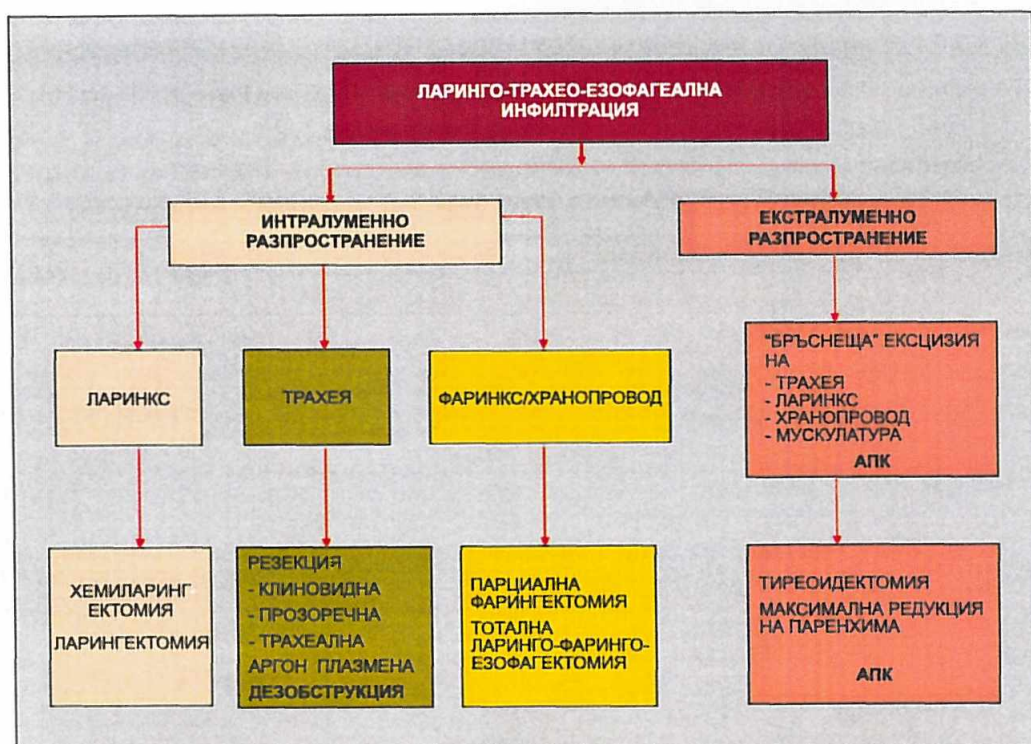 ЛАРИНГО-ТРАХЕО-ЕЗОФАГЕАЛНА
ИНФИЛТРАЦИЯ
ИНТРАЛУМЕННО
РАЗПРОСТРАНЕНИЕ
ЕКСТРАЛУМЕННО
РАЗПРОСТРАНЕНИЕ
ЛАРИНКС
ТРАХЕЯ
ФАРИНКС/ХРАНОПРОВОД
"БРЪСНЕЩА" ЕКСЦИЗИЯ
НА
- ТРАХЕЯ
- ЛАРИНКС
- ХРАНОПРОВОД
- МУСКУЛАТУРА
АПК
ХЕМИЛАРИНГ
ЕКТОМИЯ
ЛАРИНГЕКТОМИЯ
РЕЗЕКЦИЯ
- КЛИНОВИДНА
- ПРОЗОРЕЧНА
- ТРАХЕАЛНА
АРГОН ПЛАЗМЕНА
ДЕЗОБСТРУКЦИЯ
ПАРЦИАЛНА
ФАРИНГЕКТОМИЯ
ТОТАЛНА
ЛАРИНГО-ФАРИНГО-
ЕЗОФАГЕКТОМИЯ
ТИРЕОИДЕКТОМИЯ
МАКСИМАЛНА РЕДУКЦИЯ
НА ПАРЕНХИМА
АПК